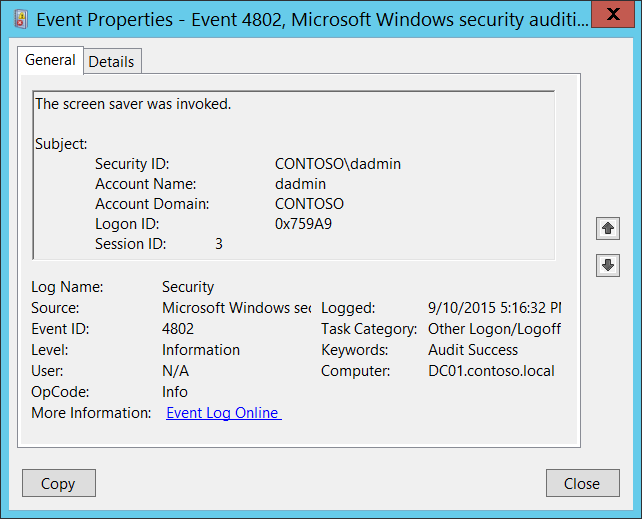 Event Properties - Event 4802, Microsoft Windows security auditi...
X
General Details
The screen saver was invoked.
Subject:
Security ID: CONTOSO\dadmin
Account Name: dadmin
Account Domain: CONTOSO
Logon ID: 0x759A9
Session ID: 3
Log Name: Security
Source: Microsoft Windows sec Logged: 9/10/2015 5:16:32 PM
Event ID: 4802 Task Category: Other Logon/Logoff
Level: Information Keywords: Audit Success
User: N/A Computer: DC01.contoso.local
OpCode: Info
More Information: Event Log Online
Copy Close